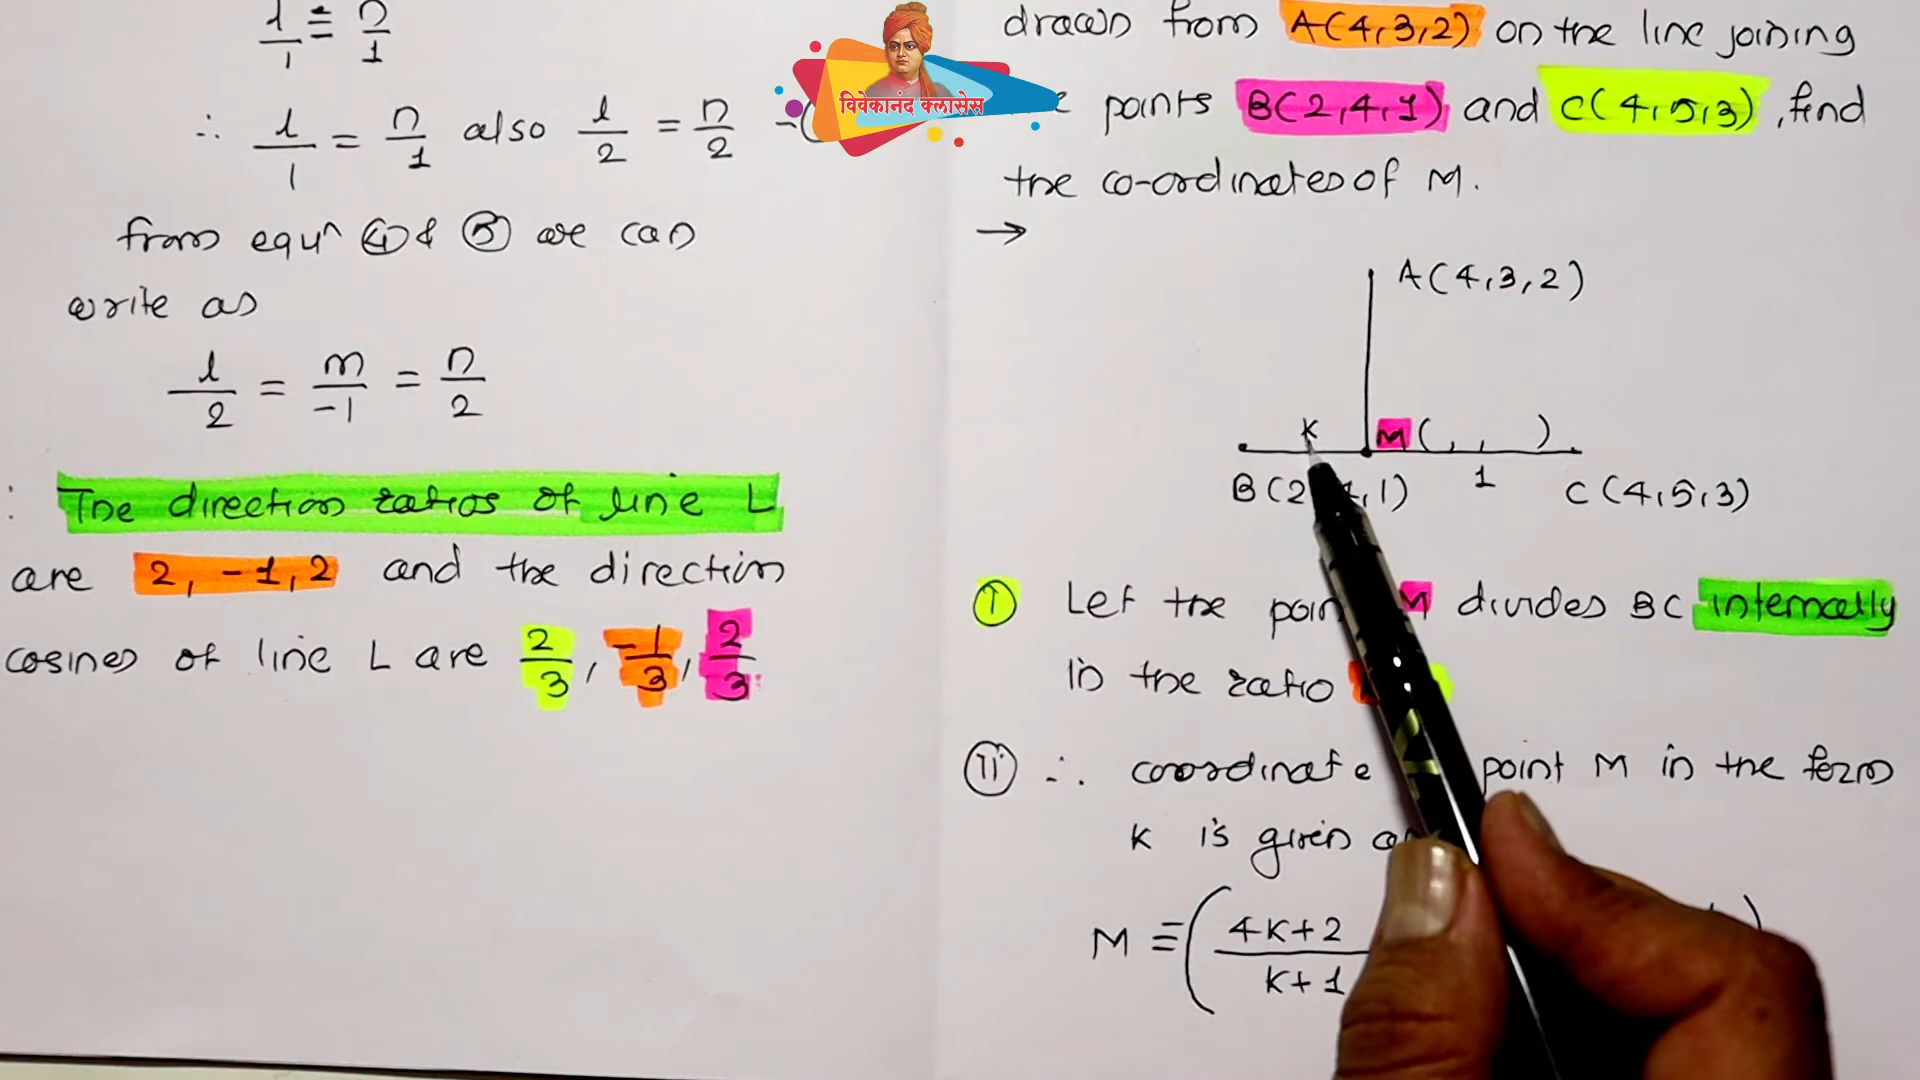 l/1 = n/1
∴ l/1 = n/1 also l/2 = n/2 -(
from equⁿ ④ & ⑤ we can
write as
l/2 = m/-1 = n/2
: The direction ratios of line L
are 2, -1, 2 and the direction
cosines of line L are 2/3, -1/3, 2/3
विवेकानंद क्लासेस
drawn from A(4,3,2) on the line joining
points B(2,4,1) and C(4,5,3), find
the co-ordinates of M.
→
A(4,3,2)
K M( , , )
B(2 ,1) 1 C(4,5,3)
Ⓘ Let the point M divides BC internally
in the ratio
ⓘⓘ ∴ coordinate point M in the form
K is given
M ≡ (4K+2/K+1